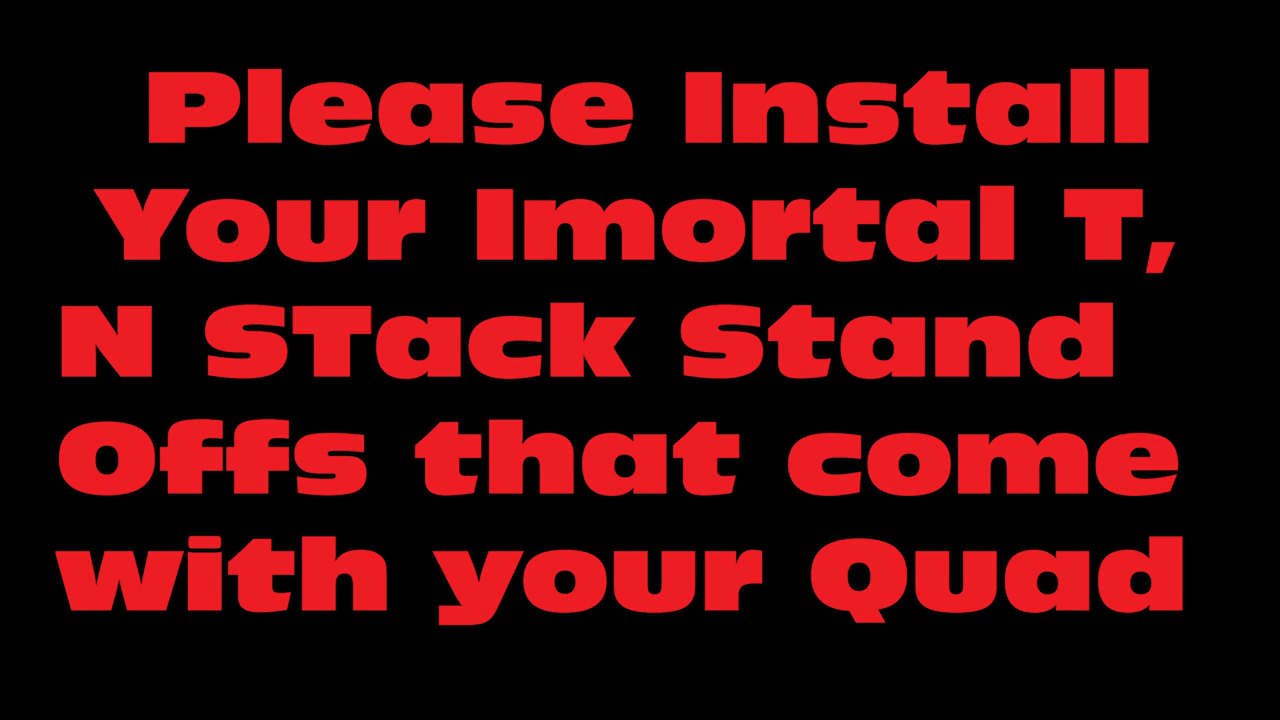 Please Install
Your Imortal T,
N STack Stand
Offs that come
with your Quad